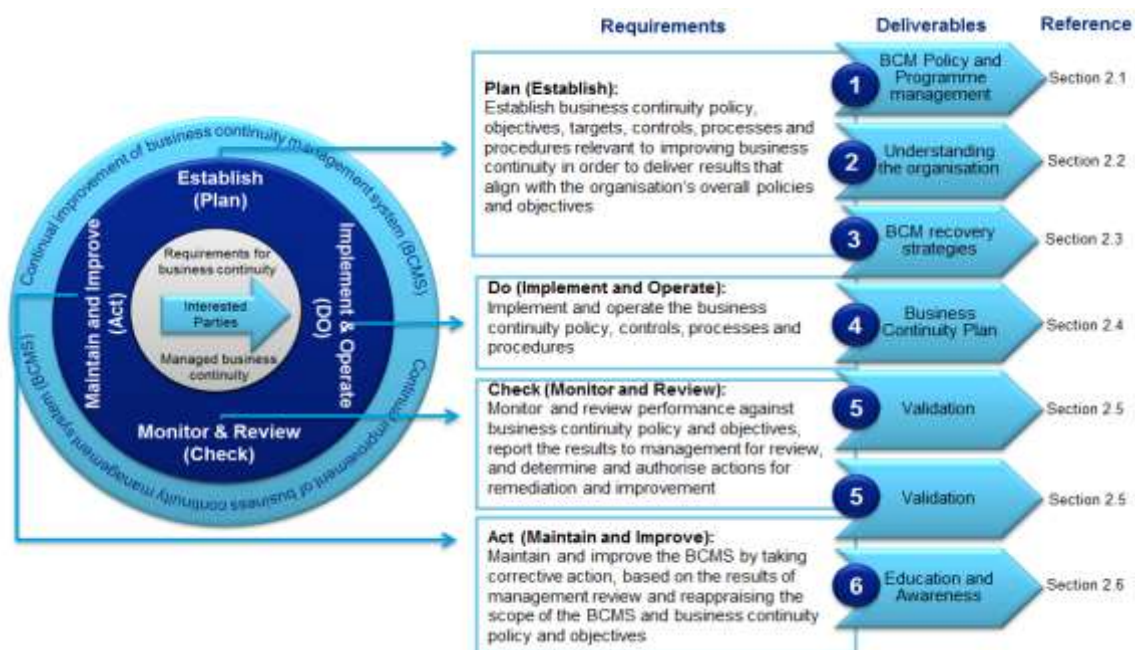 Requirements
Deliverables
Reference
Continual improvement of business continuity management system (BCMS)
Continual improvement of business continuity management system (BCMS)
Establish
(Plan)
Implement & Operate
(DO)
Monitor & Review
(Check)
Maintain and Improve
(Act)
Requirements for
business continuity
Interested
Parties
Managed business
continuity
Plan (Establish):
Establish business continuity policy,
objectives, targets, controls, processes and
procedures relevant to improving business
continuity in order to deliver results that
align with the organisation's overall policies
and objectives
1
BCM Policy and
Programme
management
Section 2.1
2
Understanding
the organisation
Section 2.2
3
BCM recovery
strategies
Section 2.3
Do (Implement and Operate):
Implement and operate the business
continuity policy, controls, processes and
procedures
4
Business
Continuity Plan
Section 2.4
Check (Monitor and Review):
Monitor and review performance against
business continuity policy and objectives,
report the results to management for review,
and determine and authorise actions for
remediation and improvement
5
Validation
Section 2.5
5
Validation
Section 2.5
Act (Maintain and Improve):
Maintain and improve the BCMS by taking
corrective action, based on the results of
management review and reappraising the
scope of the BCMS and business continuity
policy and objectives
6
Education and
Awareness
Section 2.6